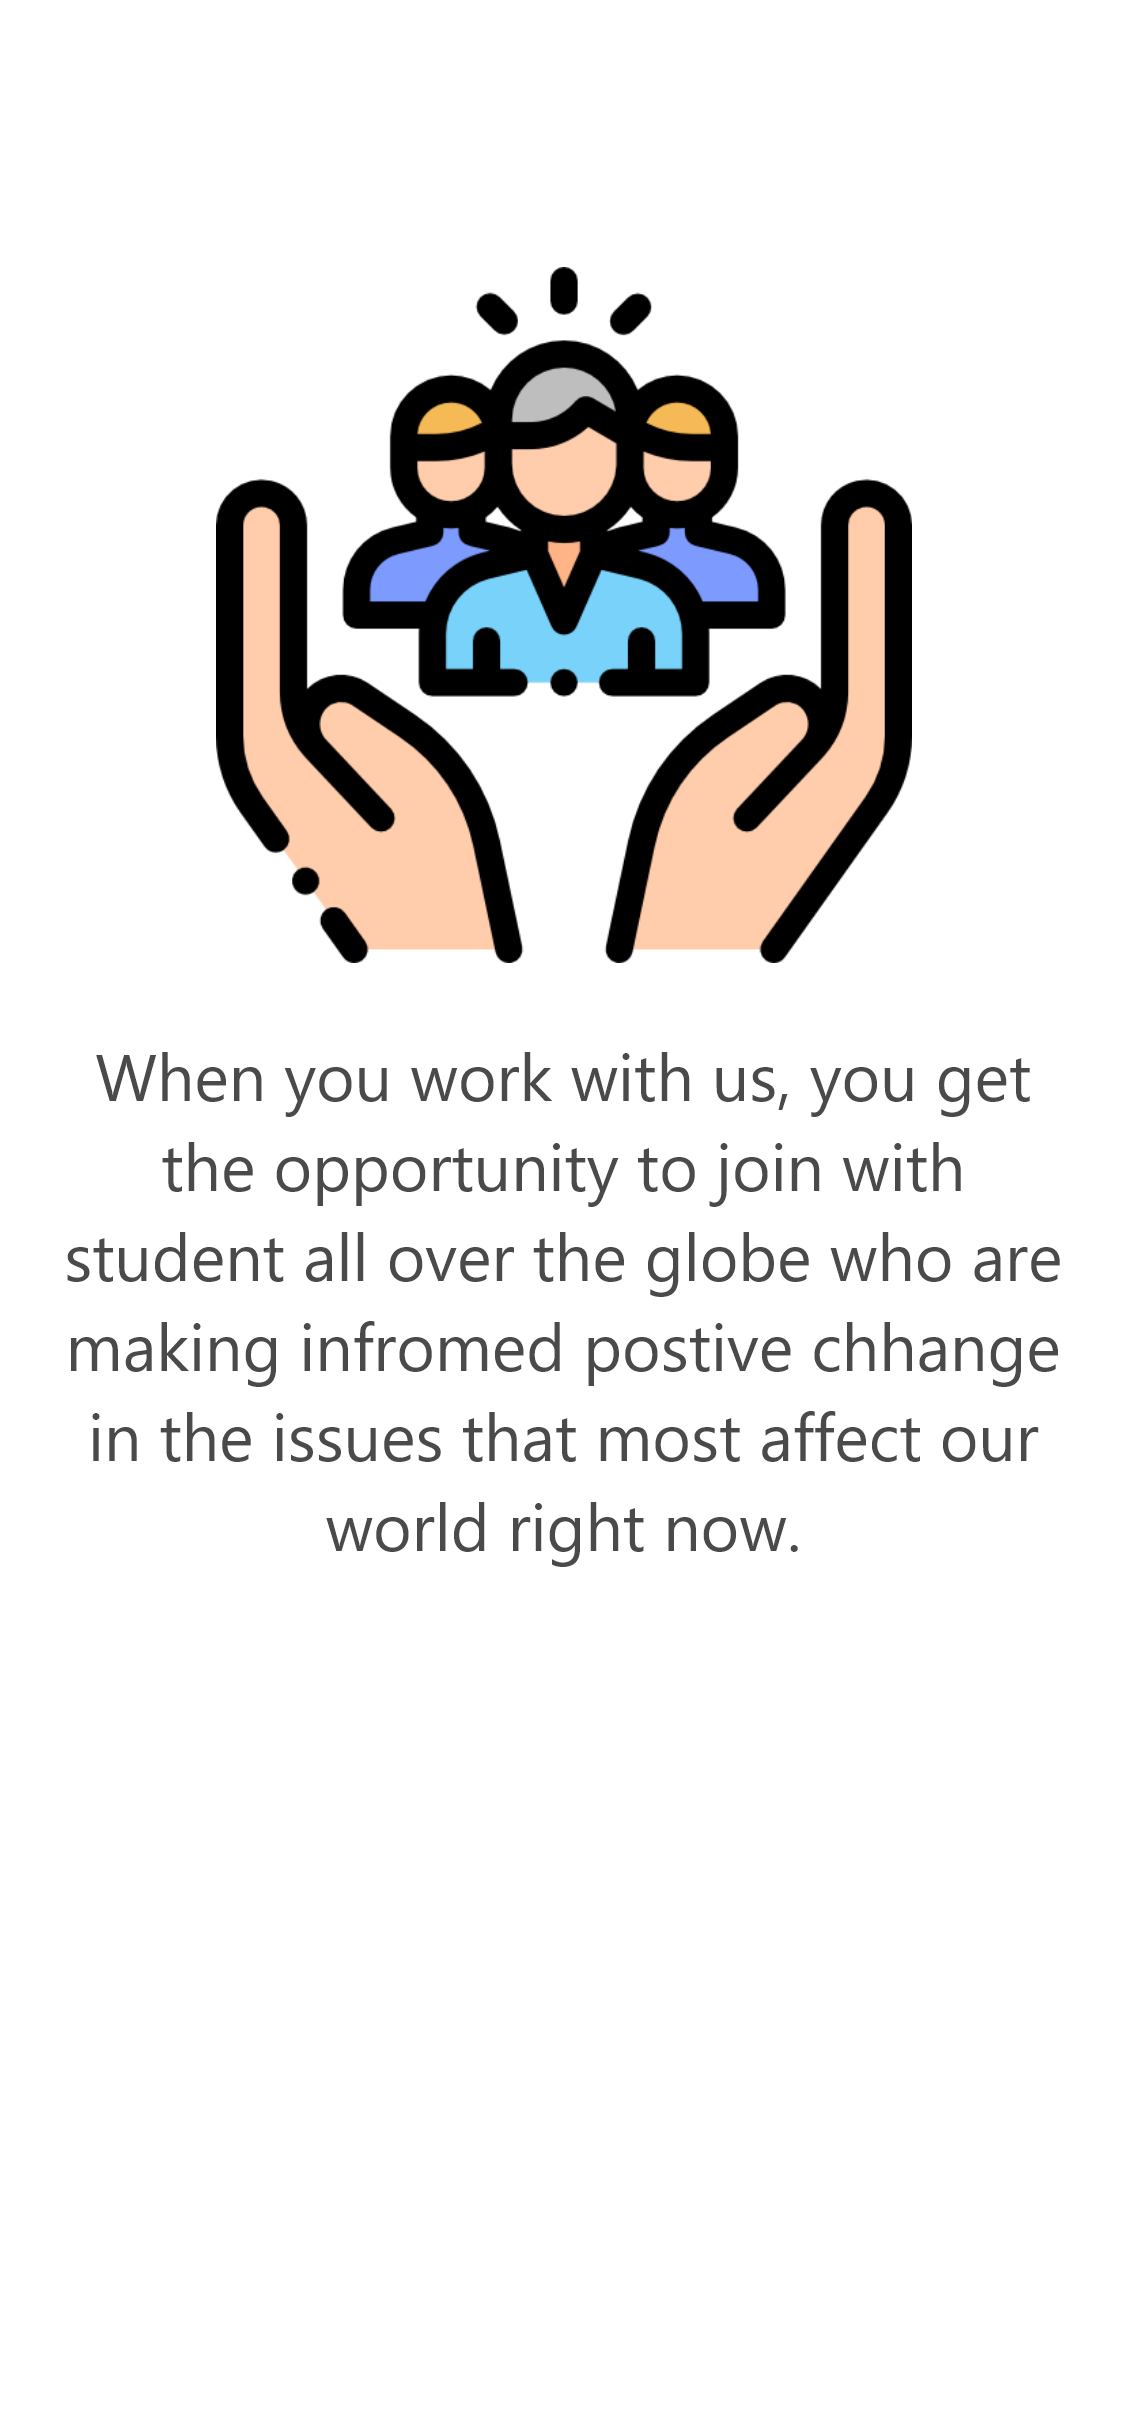 When you work with us, you get
the opportunity to join with
student all over the globe who are
making infromed postive chhange
in the issues that most affect our
world right now.